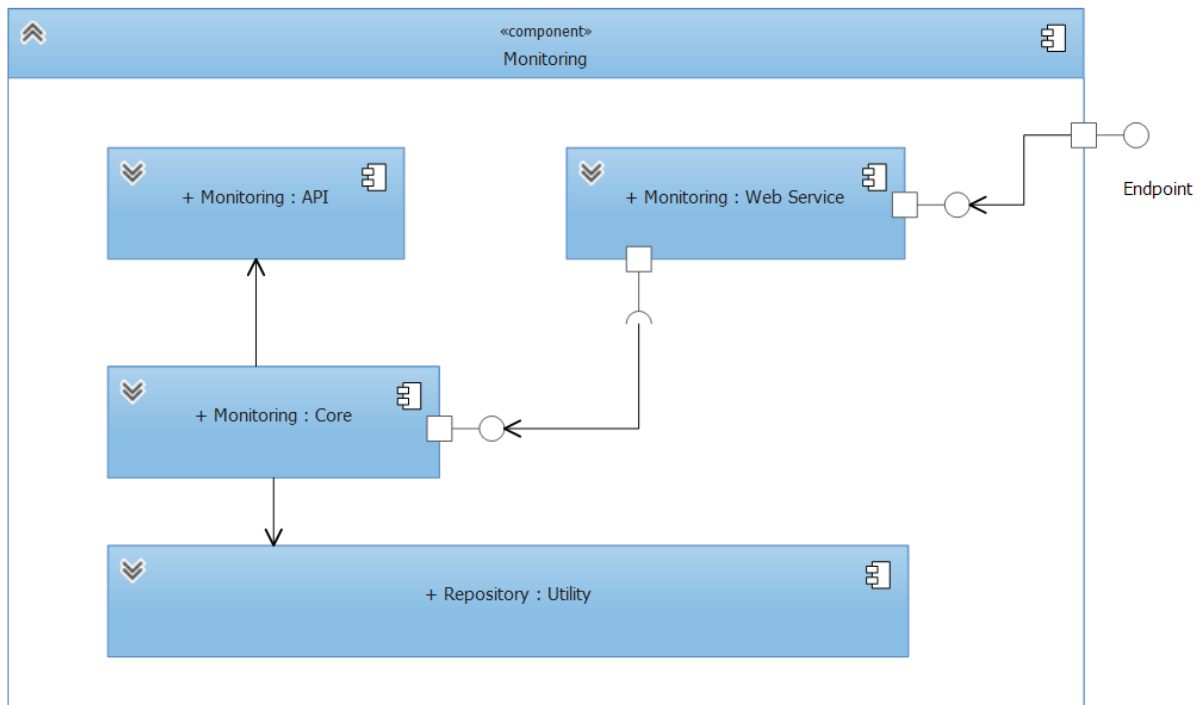 «component»
Monitoring
+ Monitoring : API
+ Monitoring : Web Service
Endpoint
+ Monitoring : Core
+ Repository : Utility